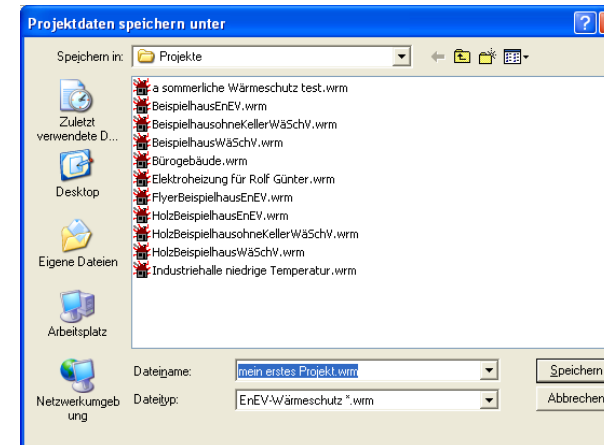 Projektdaten speichern unter
?
Speichern in:
Projekte
Zuletzt
verwendete D...
Desktop
Eigene Dateien
Arbeitsplatz
Netzwerkumgeb
ung
a sommerliche Wärmeschutz test.wrm
BeispielhausEnEV.wrm
BeispielhausohneKellerWäSchV.wrm
BeispielhausWäSchV.wrm
Bürogebäude.wrm
Elektroheizung für Rolf Günter.wrm
FlyerBeispielhausEnEV.wrm
HolzBeispielhausEnEV.wrm
HolzBeispielhausohneKellerWäSchV.wrm
HolzBeispielhausWäSchV.wrm
Industriehalle niedrige Temperatur.wrm
Dateiname:
mein erstes Projekt.wrm
Speichern
Dateityp:
EnEV-Wärmeschutz *.wrm
Abbrechen